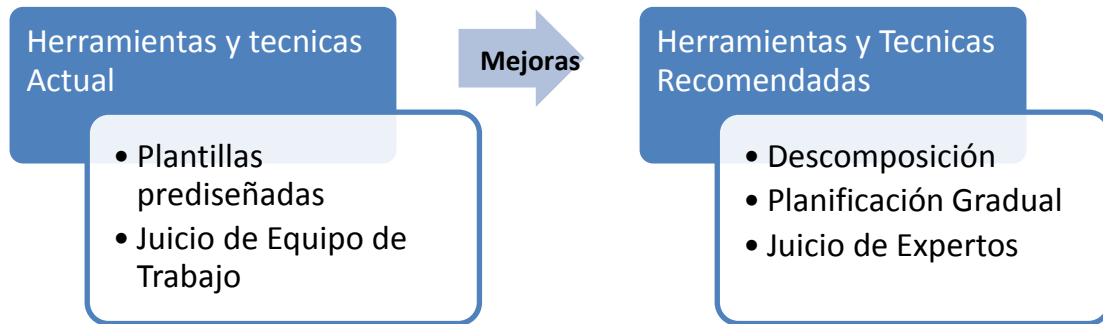 Herramientas y tecnicas
Actual
• Plantillas
prediseñadas
• Juicio de Equipo de
Trabajo
Mejoras
Herramientas y Tecnicas
Recomendadas
• Descomposición
• Planificación Gradual
• Juicio de Expertos